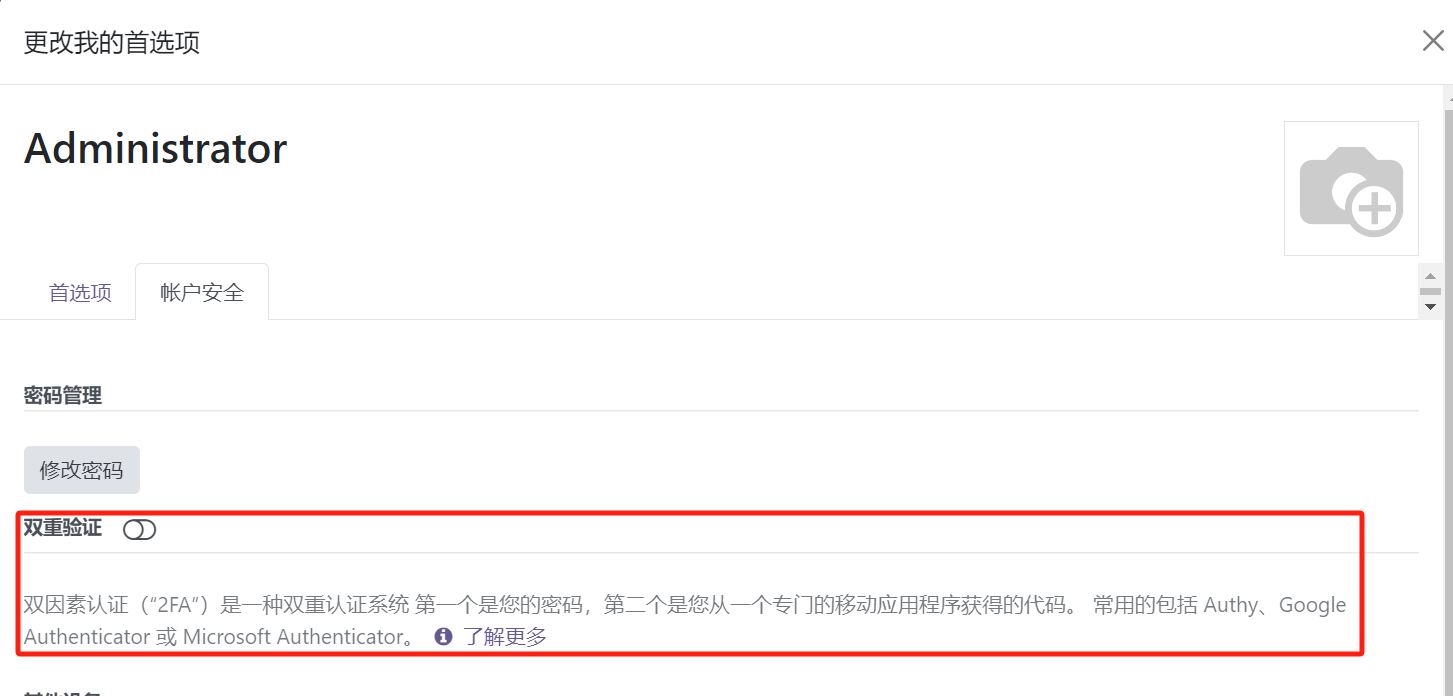 更改我的首选项
Administrator
首选项
帐户安全
密码管理
修改密码
双重验证
双因素认证（“2FA”）是一种双重认证系统 第一个是您的密码，第二个是您从一个专门的移动应用程序获得的代码。 常用的包括 Authy、Google
Authenticator 或 Microsoft Authenticator。 了解更多